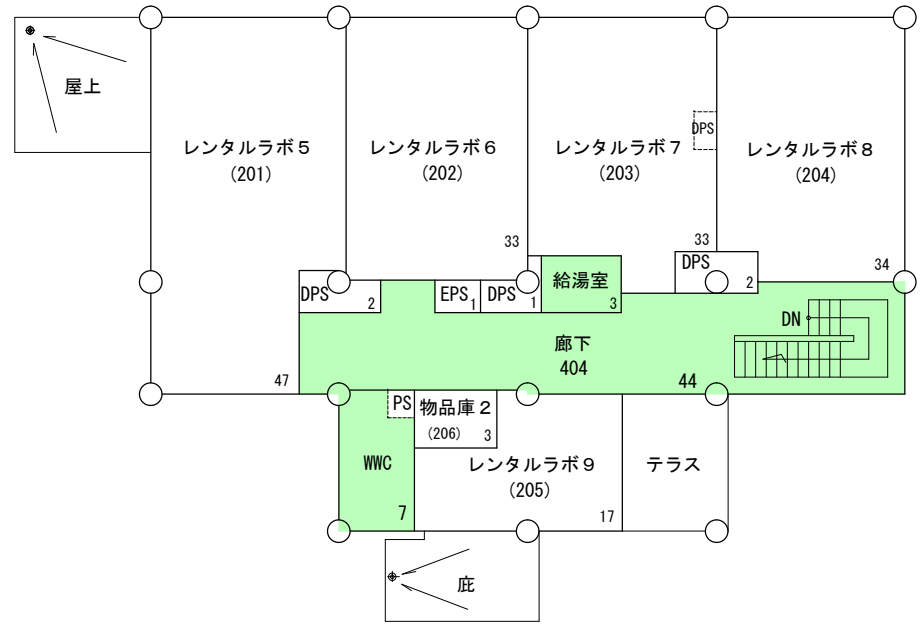 屋上
レンタルラボ５
(201)
47
レンタルラボ６
(202)
33
レンタルラボ７
(203)
33
DPS
レンタルラボ８
(204)
34
DPS
2
EPS
1
DPS
1
給湯室
3
DPS
2
廊下
404
44
DN
WWC
7
PS
物品庫２
(206)
3
レンタルラボ９
(205)
17
テラス
庇